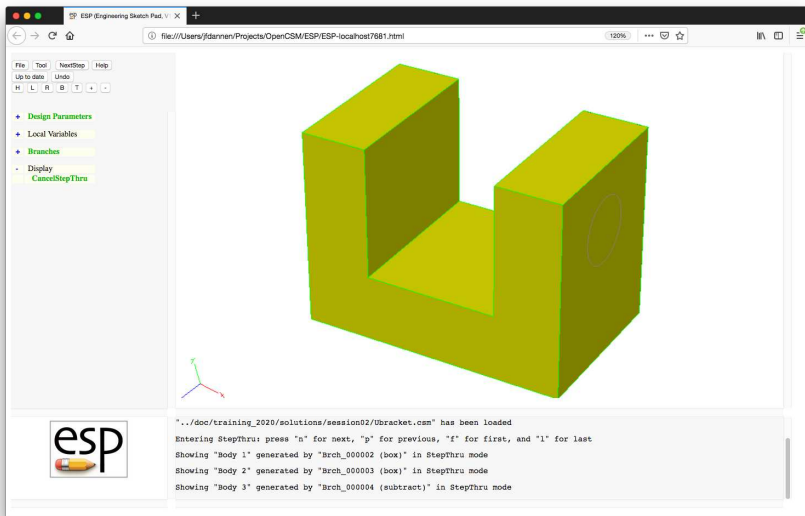 ESP (Engineering Sketch Pad, V
file:///Users/jfdannen/Projects/OpenCSM/ESP/ESP-localhost7681.html
120%
File Tool NextStep Help
Up to date Undo
H L R B T + -
+ Design Parameters
+ Local Variables
+ Branches
- Display
CancelStepThru
Y
X
esp
"../doc/training_2020/solutions/session02/Ubracket.csm" has been loaded
Entering StepThru: press "n" for next, "p" for previous, "f" for first, and "l" for last
Showing "Body 1" generated by "Brch_000002 (box)" in StepThru mode
Showing "Body 2" generated by "Brch_000003 (box)" in StepThru mode
Showing "Body 3" generated by "Brch_000004 (subtract)" in StepThru mode